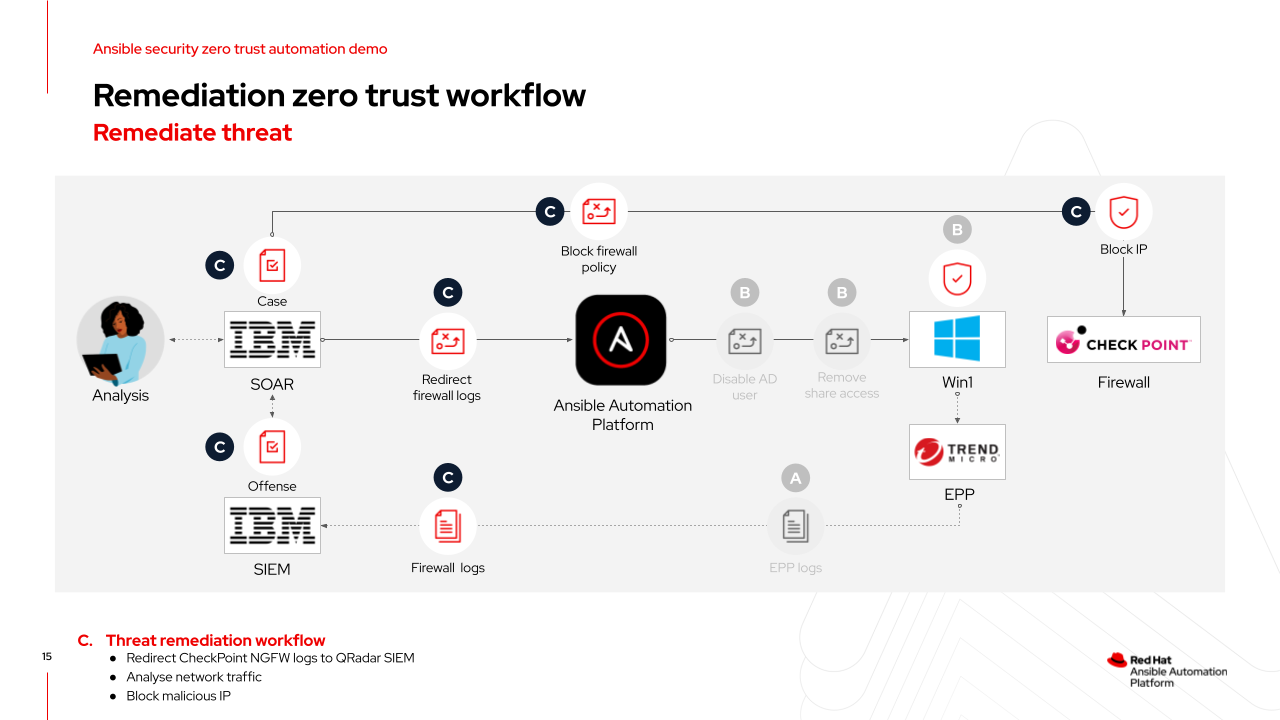 Ansible security zero trust automation demo
Remediation zero trust workflow
Remediate threat
C
C
Block firewall
policy
B
Block IP
C
Case
C
B
B
IBM
CHECK POINT
Analysis
SOAR
Redirect
firewall logs
Ansible Automation
Platform
Disable AD
user
Remove
share access
Win1
Firewall
C
Offense
C
A
TREND
MICRO
EPP
IBM
SIEM
Firewall logs
EPP logs
C. Threat remediation workflow
● Redirect CheckPoint NGFW logs to QRadar SIEM
● Analyse network traffic
● Block malicious IP
15
Red Hat
Ansible Automation
Platform